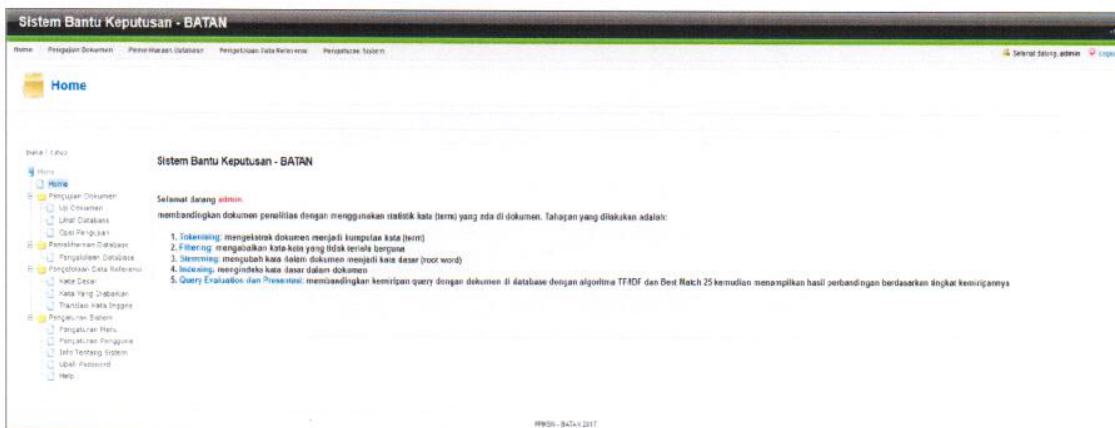 Sistem Bantu Keputusan - BATAN
Home Pengujian Dokumen Pemeliharaan Database Pengelolaan Data Referensi Pengaturan Sistem
Selamat datang, admin
Home
Sistem Bantu Keputusan - BATAN
Home
Home
Pengujian Dokumen
Uji Dokumen
Lihat Database
Opsi Pengujian
Pemeliharaan Database
Pengelolaan Database
Pengelolaan Data Referensi
Kata Dasar
Kata Yang Diabaikan
Translasi Kata Inggris
Pengaturan Sistem
Pengaturan Menu
Pengaturan Pengguna
Info Tentang Sistem
Ubah Password
Help
Selamat datang admin.
membandingkan dokumen penelitian dengan menggunakan statistik kata (term) yang ada di dokumen. Tahapan yang dilakukan adalah:
1. Tokenising: mengekstrak dokumen menjadi kumpulan kata (term)
2. Filtering: mengabaikan kata-kata yang tidak terlalu berguna
3. Stemming: mengubah kata dalam dokumen menjadi kata dasar (root word)
4. Indexing: mengindeks kata dasar dalam dokumen
5. Query Evaluation dan Presentasi: membandingkan kemiripan query dengan dokumen di database dengan algoritma TF/IDF dan Best Match 25 kemudian menampilkan hasil perbandingan berdasarkan tingkat kemiripannya
BATAN 2017